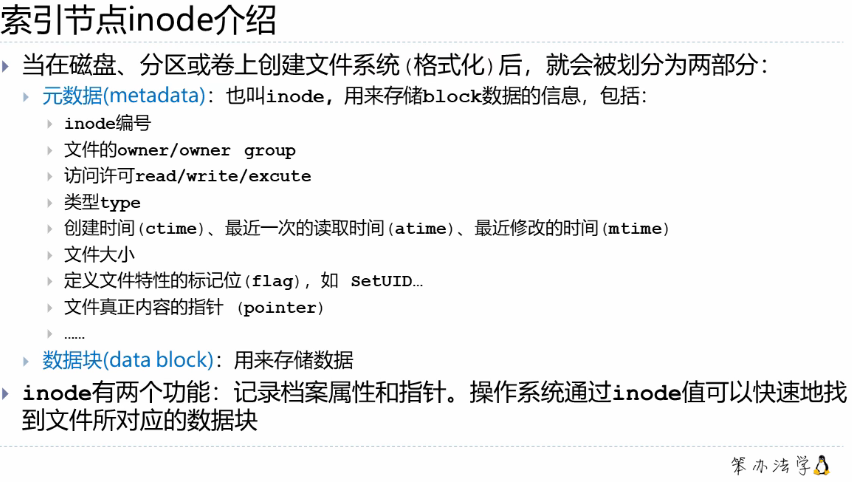 索引节点inode介绍
当在磁盘、分区或卷上创建文件系统(格式化)后，就会被划分为两部分：
元数据(metadata)：也叫inode，用来存储block数据的信息，包括：
inode编号
文件的owner/owner group
访问许可read/write/excute
类型type
创建时间(ctime)、最近一次的读取时间(atime)、最近修改的时间(mtime)
文件大小
定义文件特性的标记位(flag)，如 SetUID…
文件真正内容的指针 (pointer)
……
数据块(data block)：用来存储数据
inode有两个功能：记录档案属性和指针。操作系统通过inode值可以快速地找
到文件所对应的数据块
笨办法学